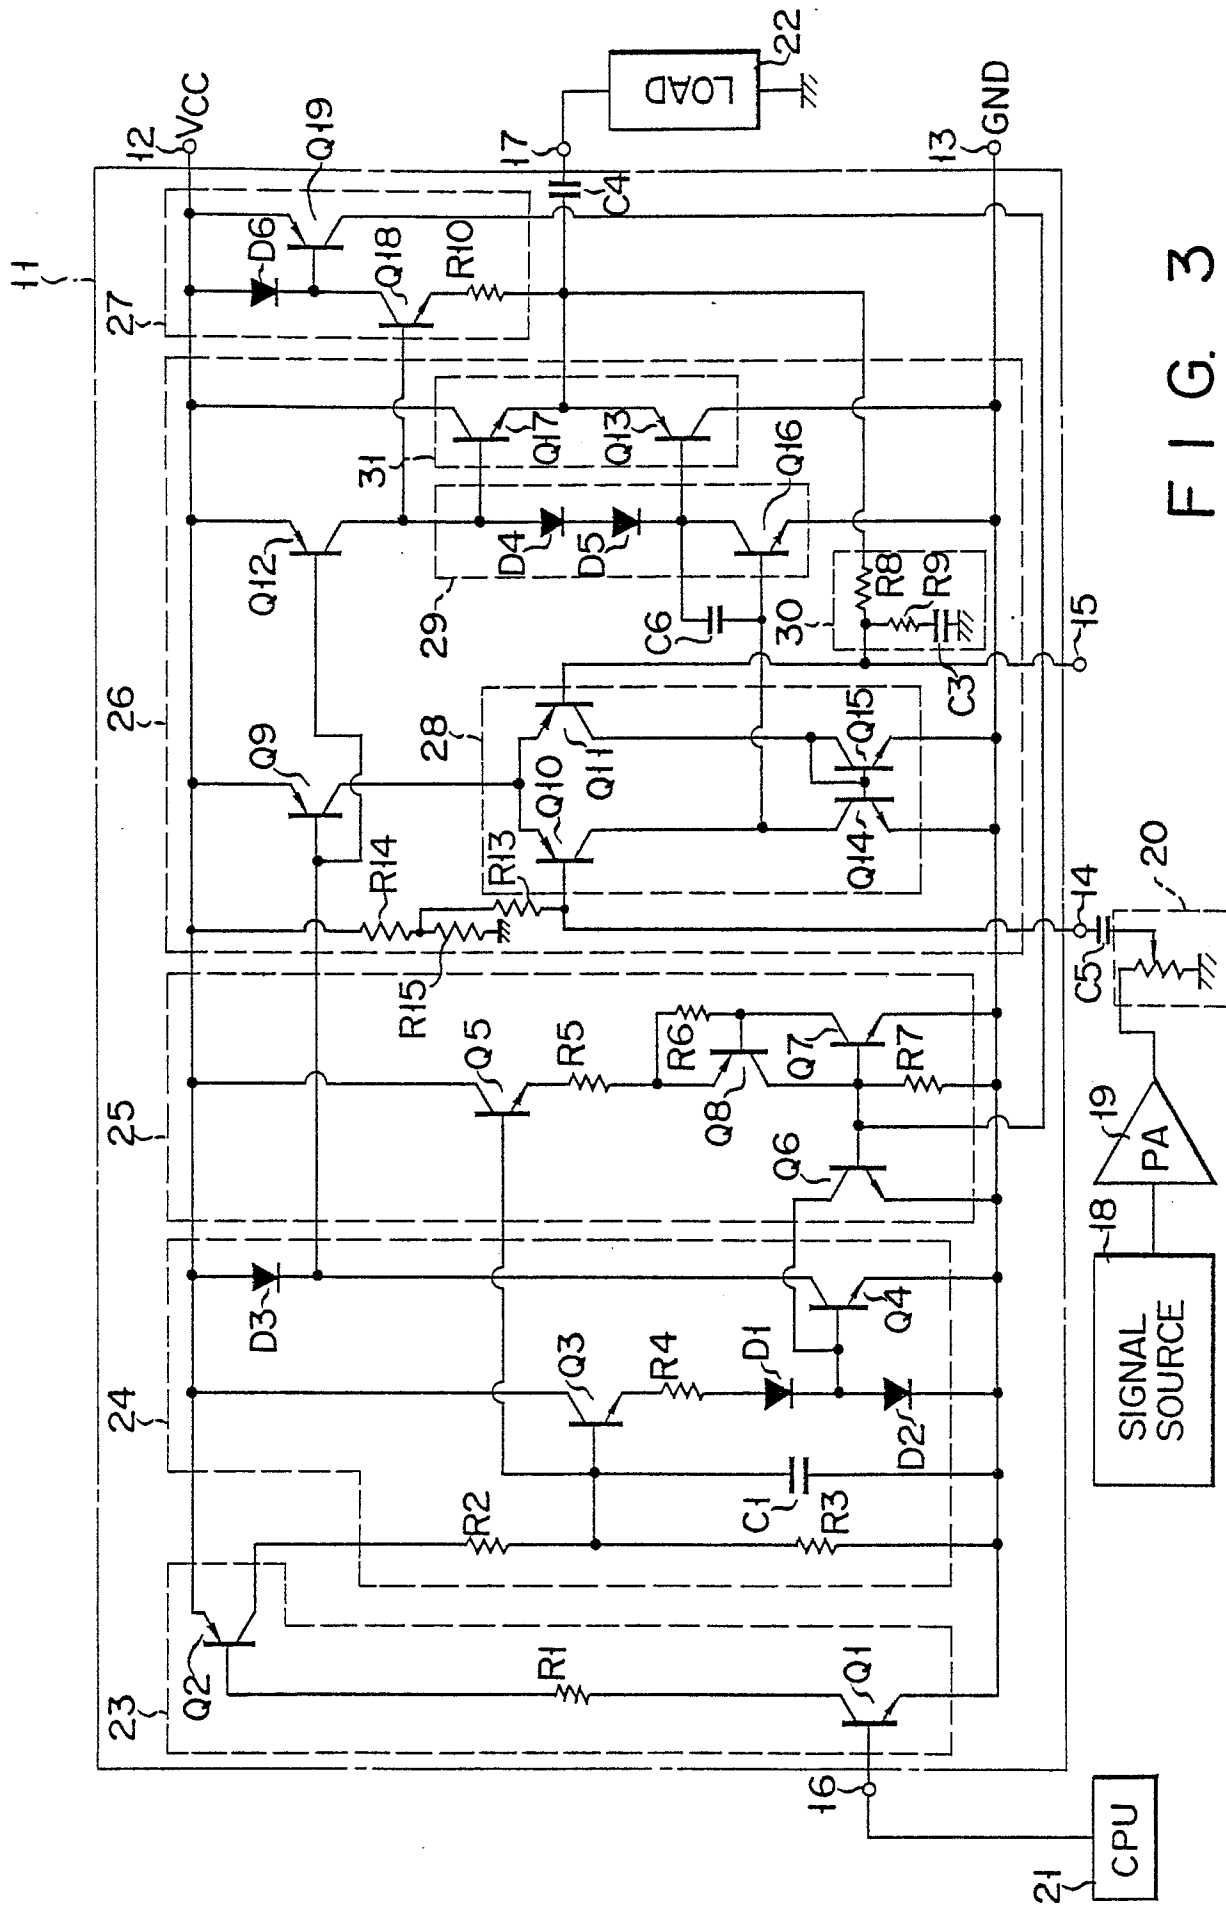 11
12
VCC
27
D6
Q19
Q18
R10
17
C4
LOAD
22
13
GND
26
Q12
31
Q17
Q13
29
D4
D5
Q16
C6
30
R8
R9
C3
15
Q9
28
Q10
Q11
Q15
Q14
R14
R13
R15
14
C5
20
25
Q5
R5
R6
Q8
Q7
R7
Q6
19
PA
24
D3
Q3
R4
D1
D2
Q4
R2
C1
R3
18
SIGNAL
SOURCE
23
Q2
R1
Q1
16
21
CPU
FIG. 3